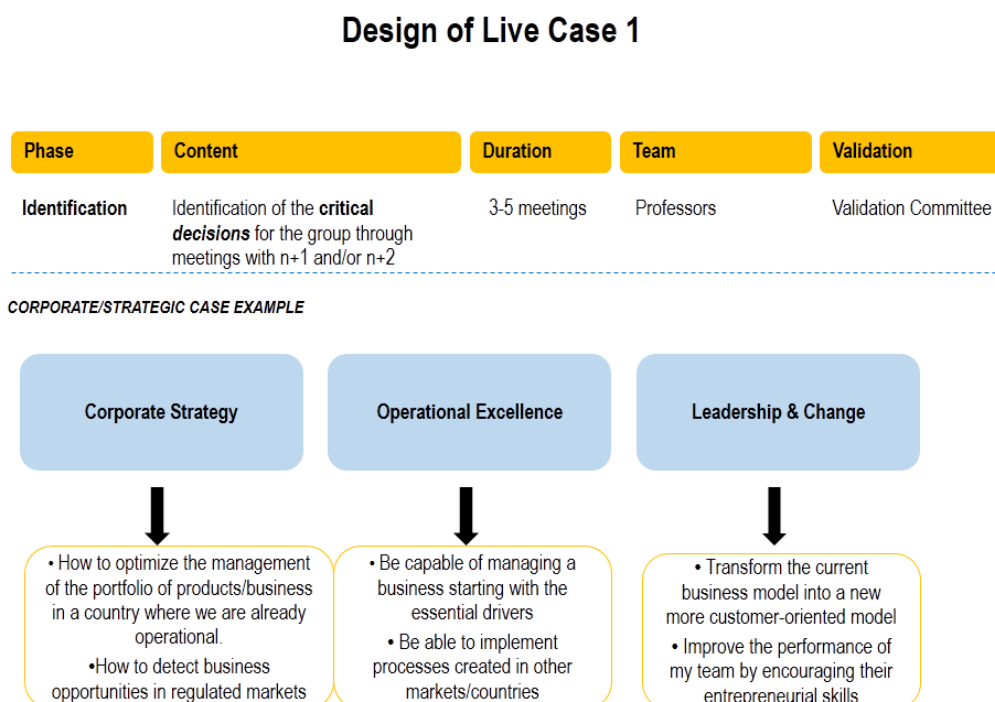 Design of Live Case 1
Phase
Content
Duration
Team
Validation
Identification
Identification of the critical
decisions for the group through
meetings with n+1 and/or n+2
3-5 meetings
Professors
Validation Committee
CORPORATE/STRATEGIC CASE EXAMPLE
Corporate Strategy
Operational Excellence
Leadership & Change
• How to optimize the management
of the portfolio of products/business
in a country where we are already
operational.
•How to detect business
opportunities in regulated markets
• Be capable of managing a
business starting with the
essential drivers
• Be able to implement
processes created in other
markets/countries
• Transform the current
business model into a new
more customer-oriented model
• Improve the performance of
my team by encouraging their
entrepreneurial skills